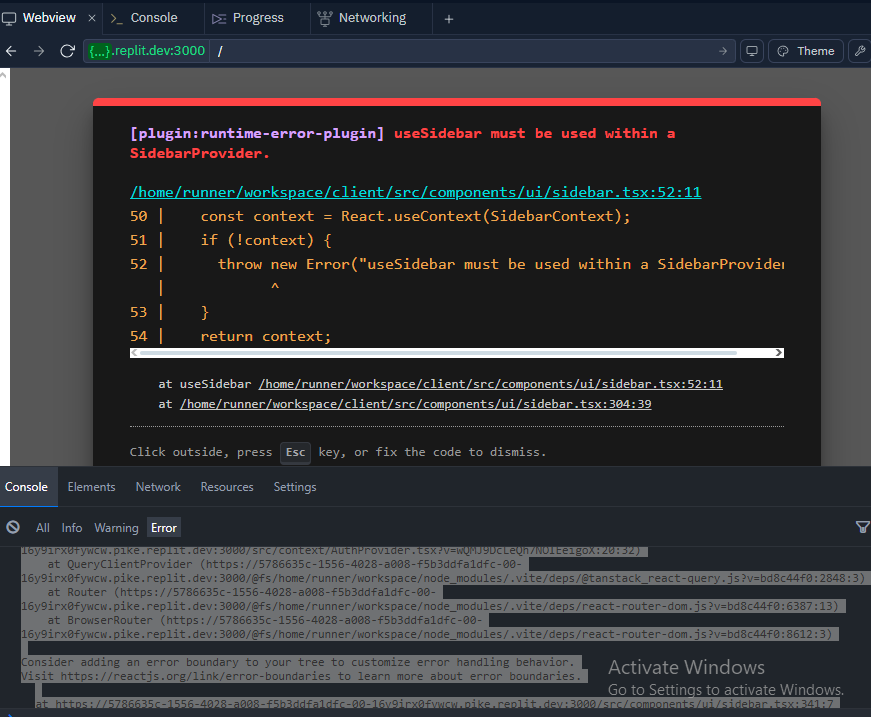 Webview × >_ Console Progress Networking +
{...}.replit.dev:3000 / Theme
[plugin:runtime-error-plugin] useSidebar must be used within a
SidebarProvider.
/home/runner/workspace/client/src/components/ui/sidebar.tsx:52:11
50 | const context = React.useContext(SidebarContext);
51 | if (!context) {
52 | throw new Error("useSidebar must be used within a SidebarProvider
| ^
53 | }
54 | return context;
at useSidebar /home/runner/workspace/client/src/components/ui/sidebar.tsx:52:11
at /home/runner/workspace/client/src/components/ui/sidebar.tsx:304:39
Click outside, press Esc key, or fix the code to dismiss.
Console Elements Network Resources Settings
All Info Warning Error
16y9irx0fywcw.pike.replit.dev:3000/src/context/AuthProvider.tsx?v=wQMJ9DcLeQh7NOIEeigoX:20:32)
at QueryClientProvider (https://5786635c-1556-4028-a008-f5b3ddfa1dfc-00-
16y9irx0fywcw.pike.replit.dev:3000/@fs/home/runner/workspace/node_modules/.vite/deps/@tanstack_react-query.js?v=bd8c44f0:2848:3)
at Router (https://5786635c-1556-4028-a008-f5b3ddfa1dfc-00-
16y9irx0fywcw.pike.replit.dev:3000/@fs/home/runner/workspace/node_modules/.vite/deps/react-router-dom.js?v=bd8c44f0:6387:13)
at BrowserRouter (https://5786635c-1556-4028-a008-f5b3ddfa1dfc-00-
16y9irx0fywcw.pike.replit.dev:3000/@fs/home/runner/workspace/node_modules/.vite/deps/react-router-dom.js?v=bd8c44f0:8612:3)
Consider adding an error boundary to your tree to customize error handling behavior.
Visit https://reactjs.org/link/error-boundaries to learn more about error boundaries.
Activate Windows
Go to Settings to activate Windows.
at https://5786635c-1556-4028-a008-f5b3ddfa1dfc-00-16y9irx0fywcw.pike.replit.dev:3000/src/components/ui/sidebar.tsx:341:7